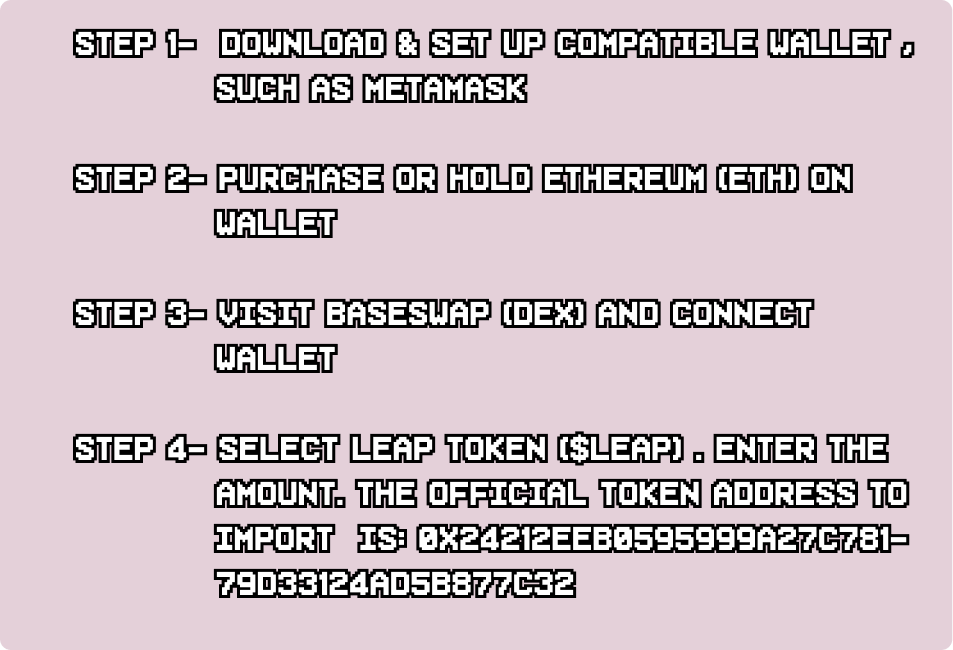 STEP 1- DOWNLOAD & SET UP COMPATIBLE WALLET ,
SUCH AS METAMASK
STEP 2- PURCHASE OR HOLD ETHEREUM (ETH) ON
WALLET
STEP 3- VISIT BASESWAP (DEX) AND CONNECT
WALLET
STEP 4- SELECT LEAP TOKEN ($LEAP) . ENTER THE
AMOUNT. THE OFFICIAL TOKEN ADDRESS TO
IMPORT IS: 0X24212EEB0595999A27C781-
79D33124AD5B877C32